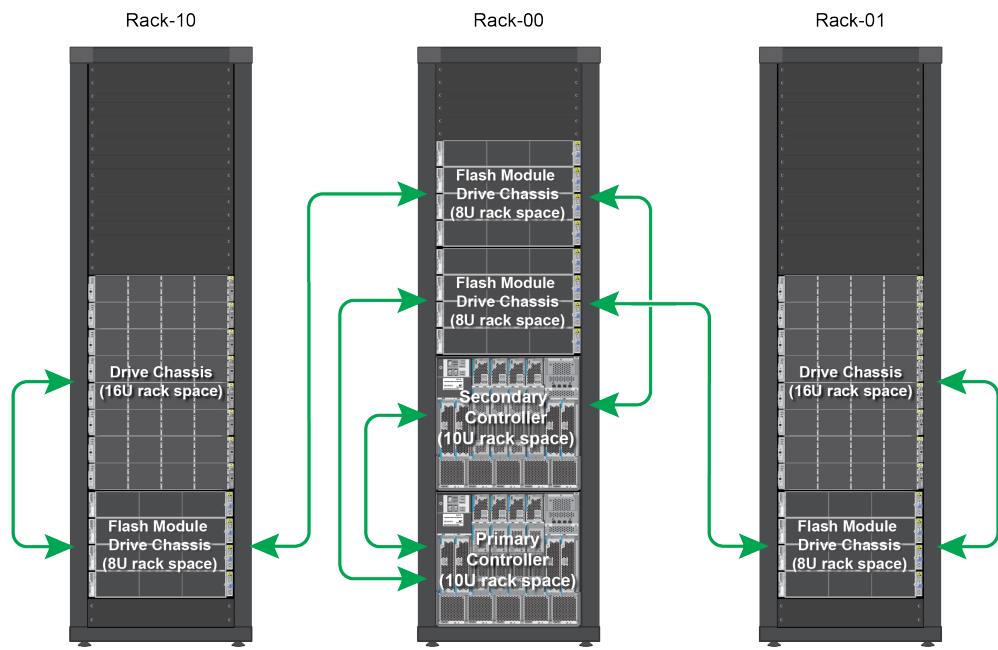 Rack-10
Rack-00
Rack-01
Flash Module
Drive Chassis
(8U rack space)
Flash Module
Drive Chassis
(8U rack space)
Drive Chassis
(16U rack space)
Secondary
Controller
(10U rack space)
Drive Chassis
(16U rack space)
Flash Module
Drive Chassis
(8U rack space)
Primary
Controller
(10U rack space)
Flash Module
Drive Chassis
(8U rack space)